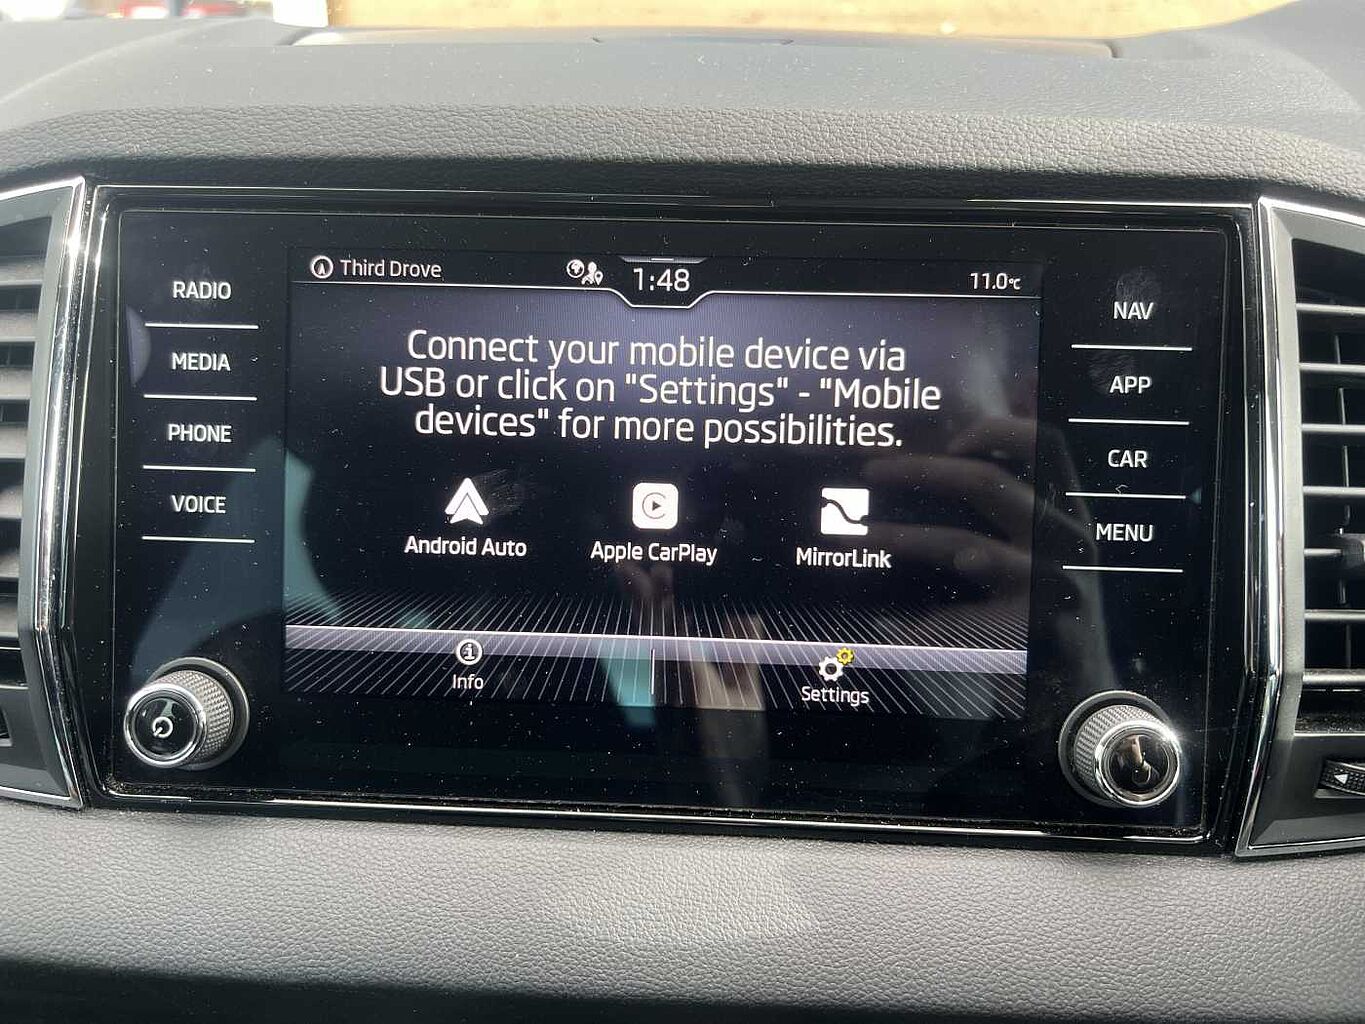 Third Drove
1:48
11.0°C
RADIO
MEDIA
PHONE
VOICE
Connect your mobile device via
USB or click on "Settings" - "Mobile
devices" for more possibilities.
Android Auto
Apple CarPlay
MirrorLink
Info
Settings
NAV
APP
CAR
MENU